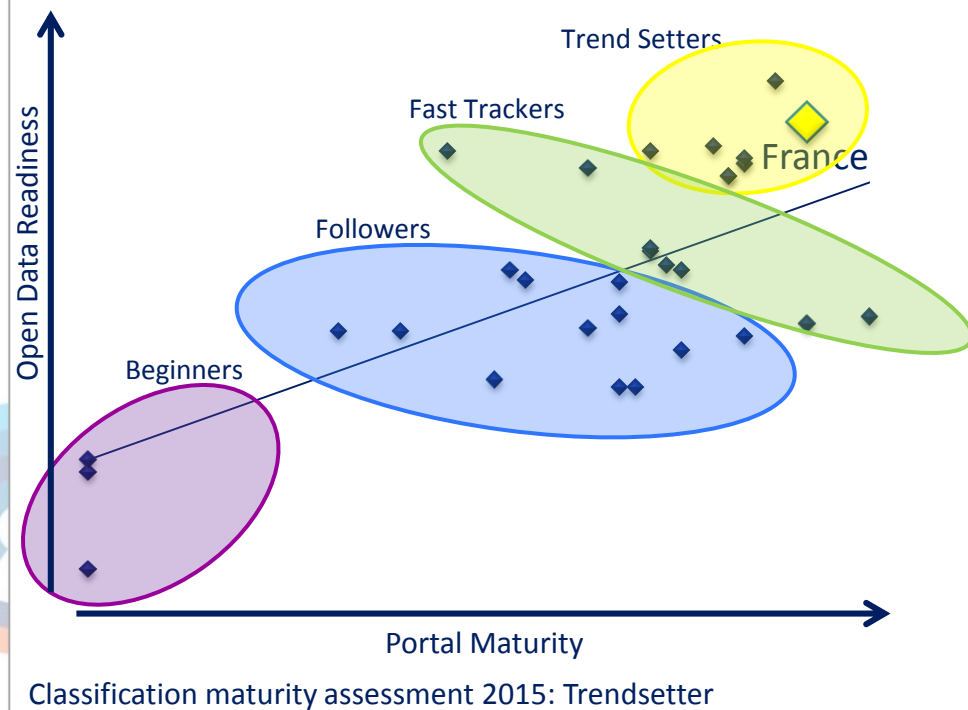 Trend Setters
Fast Trackers
France
Followers
Beginners
Open Data Readiness
Portal Maturity
Classification maturity assessment 2015: Trendsetter